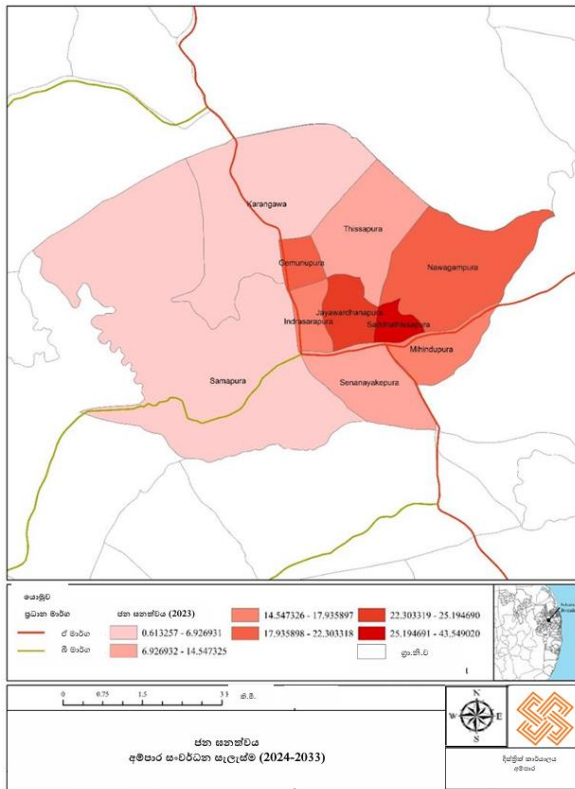 Karangawa
Thissapura
Gemunupura
Nawagampura
Jayawardhanapura
Indrasarapura
Mihindupura
Samapura
Senanayakepura
යොමුව
ප්‍රධාන මාර්ග
ඒ මාර්ග
බී මාර්ග
ජන ඝනත්වය (2023)
0.613257 - 6.926931
6.926932 - 14.547325
14.547326 - 17.935897
17.935898 - 22.303318
22.303319 - 25.194690
25.194691 - 43.549020
ග්‍රා.නි.ව
0 0.75 1.5 3 කි.මී.
ජන ඝනත්වය
අම්පාර සංවර්ධන සැලැස්ම (2024-2033)
N
W E
S
දිස්ත්‍රික් කාර්යාලය
අම්පාර